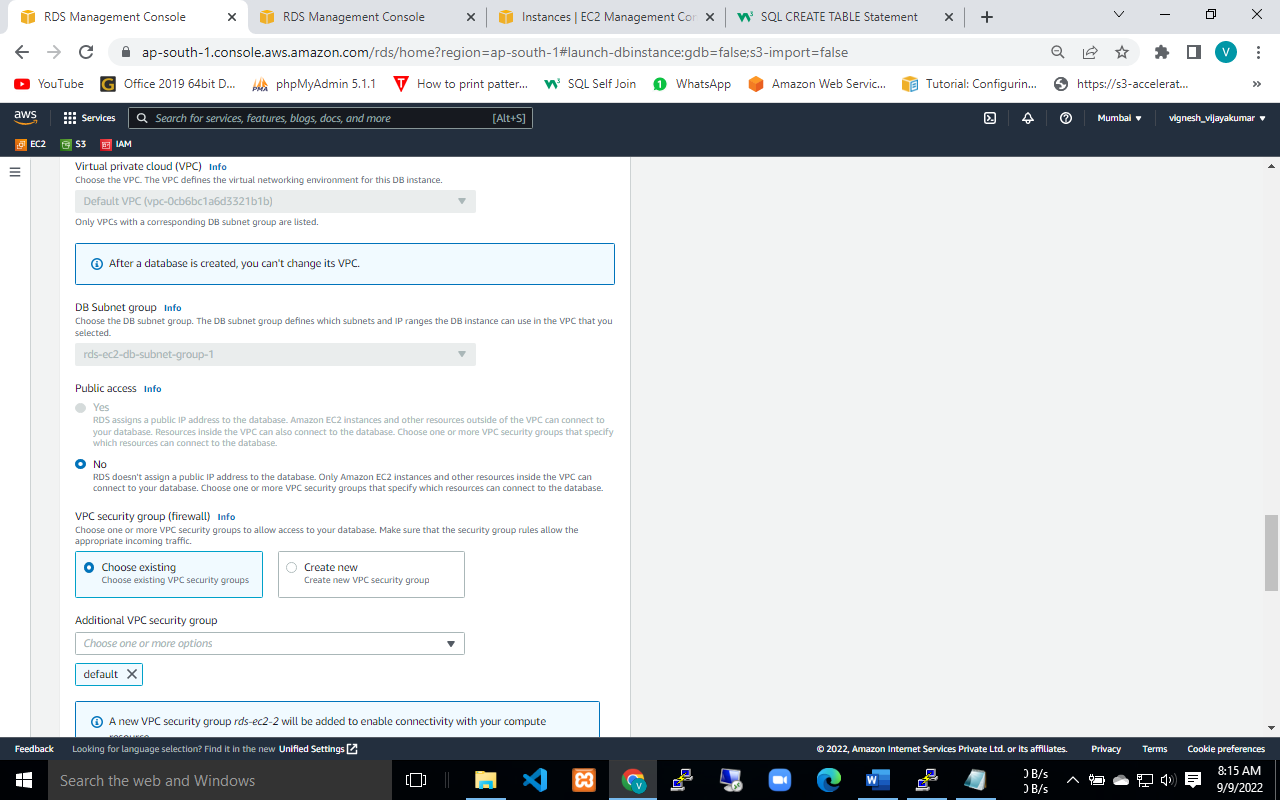 RDS Management Console
RDS Management Console
Instances | EC2 Management Con
SQL CREATE TABLE Statement
ap-south-1.console.aws.amazon.com/rds/home?region=ap-south-1#launch-dbinstance:gdb=false;s3-import=false
V
YouTube
Office 2019 64bit D...
phpMyAdmin 5.1.1
How to print patter...
SQL Self Join
WhatsApp
Amazon Web Servic...
Tutorial: Configurin...
https://s3-accelerat...
»
aws
Services
Search for services, features, blogs, docs, and more
[Alt+S]
Mumbai
vignesh_vijayakumar
EC2
S3
IAM
Virtual private cloud (VPC) Info
Choose the VPC. The VPC defines the virtual networking environment for this DB instance.
Default VPC (vpc-0cb6bc1a6d3321b1b)
Only VPCs with a corresponding DB subnet group are listed.
After a database is created, you can't change its VPC.
DB Subnet group Info
Choose the DB subnet group. The DB subnet group defines which subnets and IP ranges the DB instance can use in the VPC that you
selected.
rds-ec2-db-subnet-group-1
Public access Info
Yes
RDS assigns a public IP address to the database. Amazon EC2 instances and other resources outside of the VPC can connect to
your database. Resources inside the VPC can also connect to the database. Choose one or more VPC security groups that specify
which resources can connect to the database.
No
RDS doesn't assign a public IP address to the database. Only Amazon EC2 instances and other resources inside the VPC can
connect to your database. Choose one or more VPC security groups that specify which resources can connect to the database.
VPC security group (firewall) Info
Choose one or more VPC security groups to allow access to your database. Make sure that the security group rules allow the
appropriate incoming traffic.
Choose existing
Choose existing VPC security groups
Create new
Create new VPC security group
Additional VPC security group
Choose one or more options
default
A new VPC security group rds-ec2-2 will be added to enable connectivity with your compute
resource.
Feedback
Looking for language selection? Find it in the new Unified Settings
© 2022, Amazon Internet Services Private Ltd. or its affiliates.
Privacy
Terms
Cookie preferences
Search the web and Windows
0 B/s
0 B/s
8:15 AM
9/9/2022